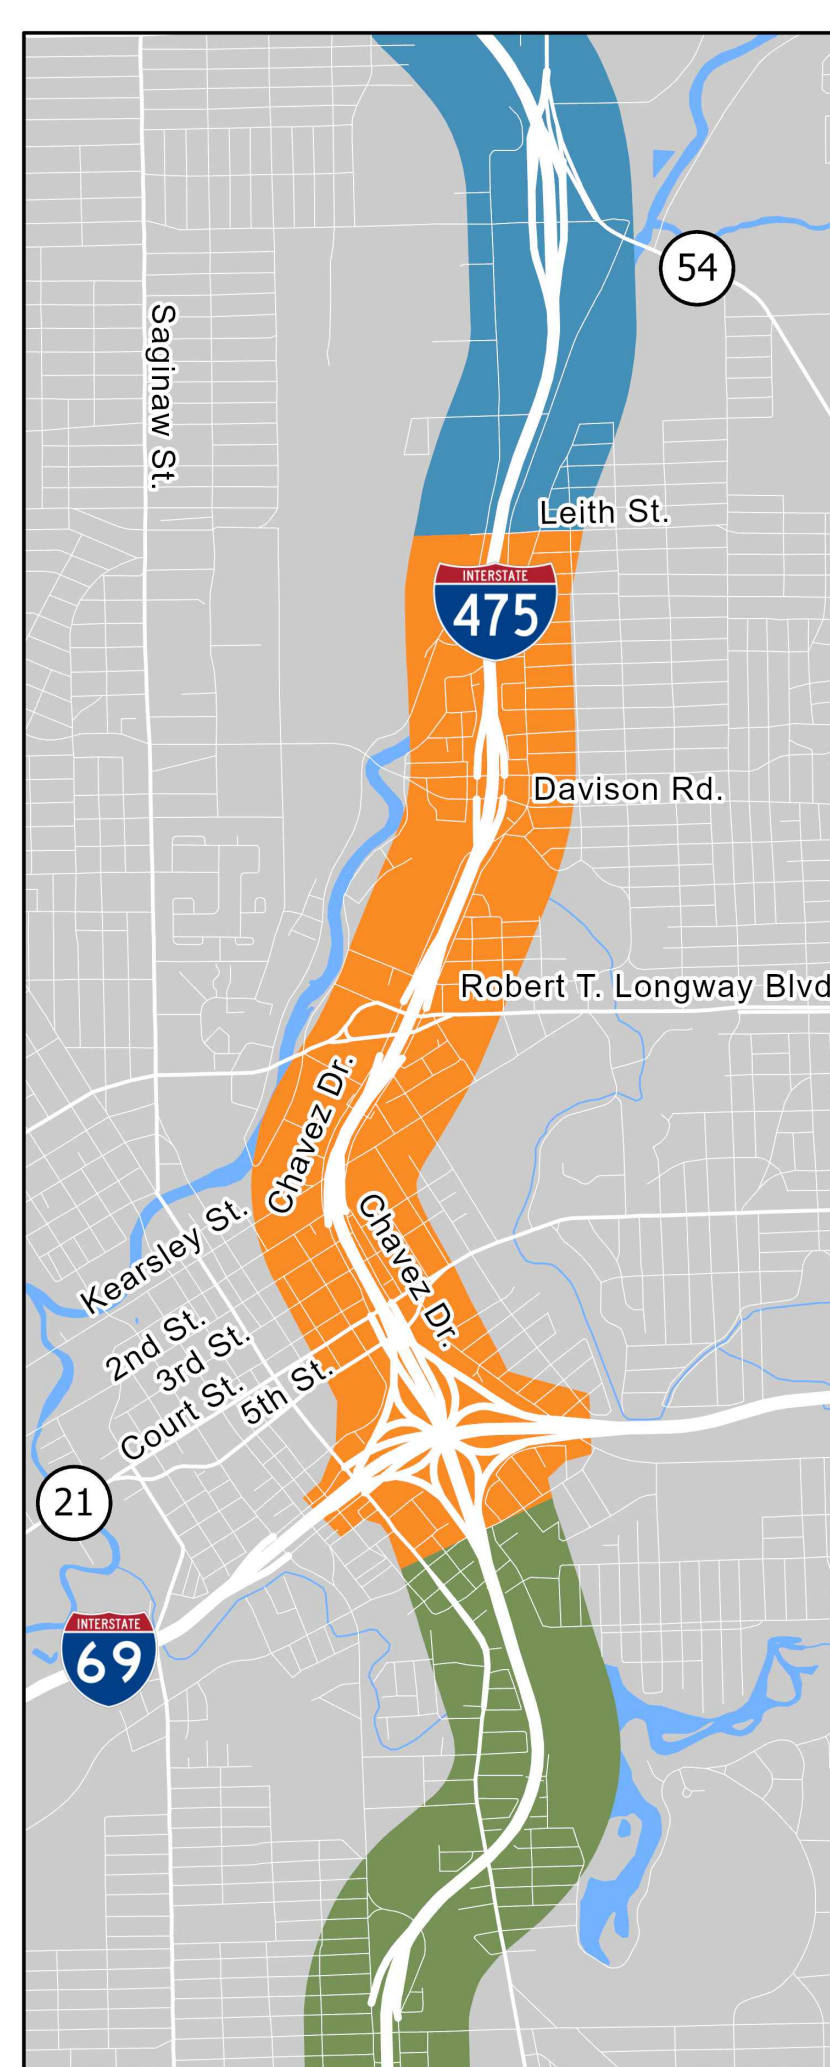 54
Saginaw St.
Leith St.
INTERSTATE
475
Davison Rd.
Robert T. Longway Blvd
Chavez Dr.
Chavez Dr.
Kearsley St.
2nd St.
3rd St.
Court St.
5th St.
21
INTERSTATE
69